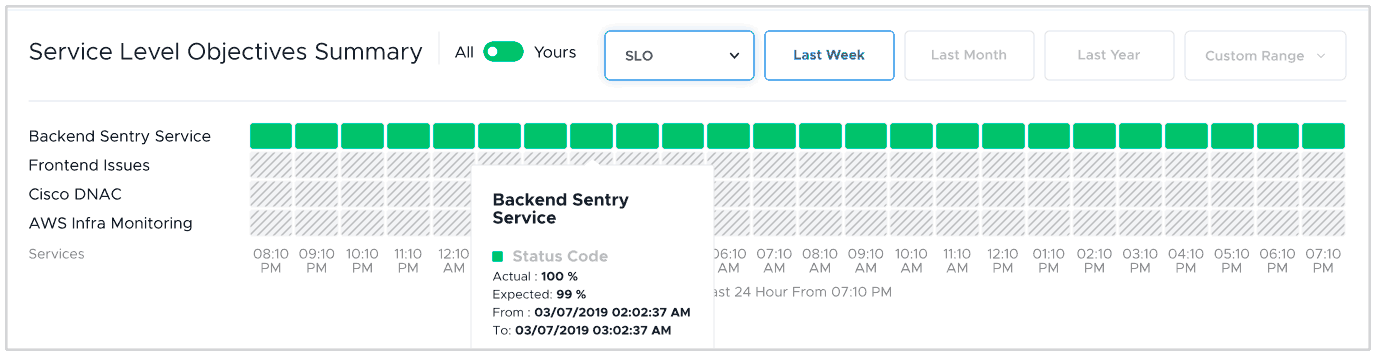 Service Level Objectives Summary
All Yours
SLO
Last Week
Last Month
Last Year
Custom Range
Backend Sentry Service
Frontend Issues
Cisco DNAC
AWS Infra Monitoring
Services
08:10 PM
09:10 PM
10:10 PM
11:10 PM
12:10 AM
06:10 AM
07:10 AM
08:10 AM
09:10 AM
10:10 AM
11:10 AM
12:10 PM
01:10 PM
02:10 PM
03:10 PM
04:10 PM
05:10 PM
06:10 PM
07:10 PM
ast 24 Hour From 07:10 PM
Backend Sentry
Service
Status Code
Actual : 100 %
Expected: 99 %
From : 03/07/2019 02:02:37 AM
To: 03/07/2019 03:02:37 AM